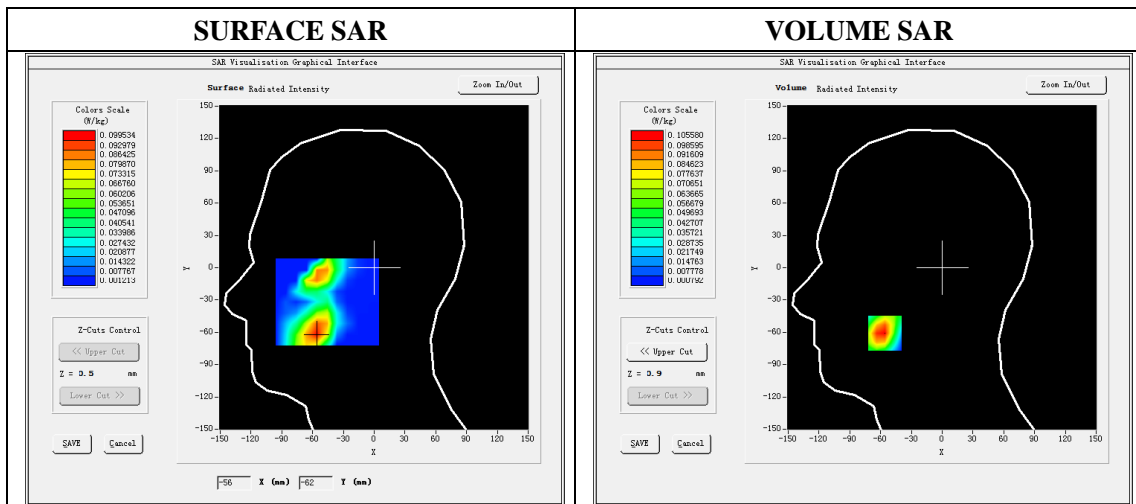 SURFACE SAR
SAR Visualisation Graphical Interface
Surface Radiated Intensity
Zoom In/Out
Colors Scale
(W/kg)
0.099534
0.092979
0.086425
0.079870
0.073315
0.066760
0.060206
0.053651
0.047096
0.040541
0.033986
0.027432
0.020877
0.014322
0.007767
0.001213
Z-Cuts Control
<< Upper Cut
Z = 0.5 mm
Lower Cut >>
SAVE Cancel
150
120
90
60
30
0
-30
-60
-90
-120
-150
Y
-150 -120 -90 -60 -30 0 30 60 90 120 150
X
-56 X (mm) -62 Y (mm)
VOLUME SAR
SAR Visualisation Graphical Interface
Volume Radiated Intensity
Zoom In/Out
Colors Scale
(W/kg)
0.105580
0.098595
0.091609
0.084623
0.077637
0.070651
0.063665
0.056679
0.049693
0.042707
0.035721
0.028735
0.021749
0.014763
0.007778
0.000792
Z-Cuts Control
<< Upper Cut
Z = 0.9 mm
Lower Cut >>
SAVE Cancel
150
120
90
60
30
0
-30
-60
-90
-120
-150
Y
-150 -120 -90 -60 -30 0 30 60 90 120 150
X